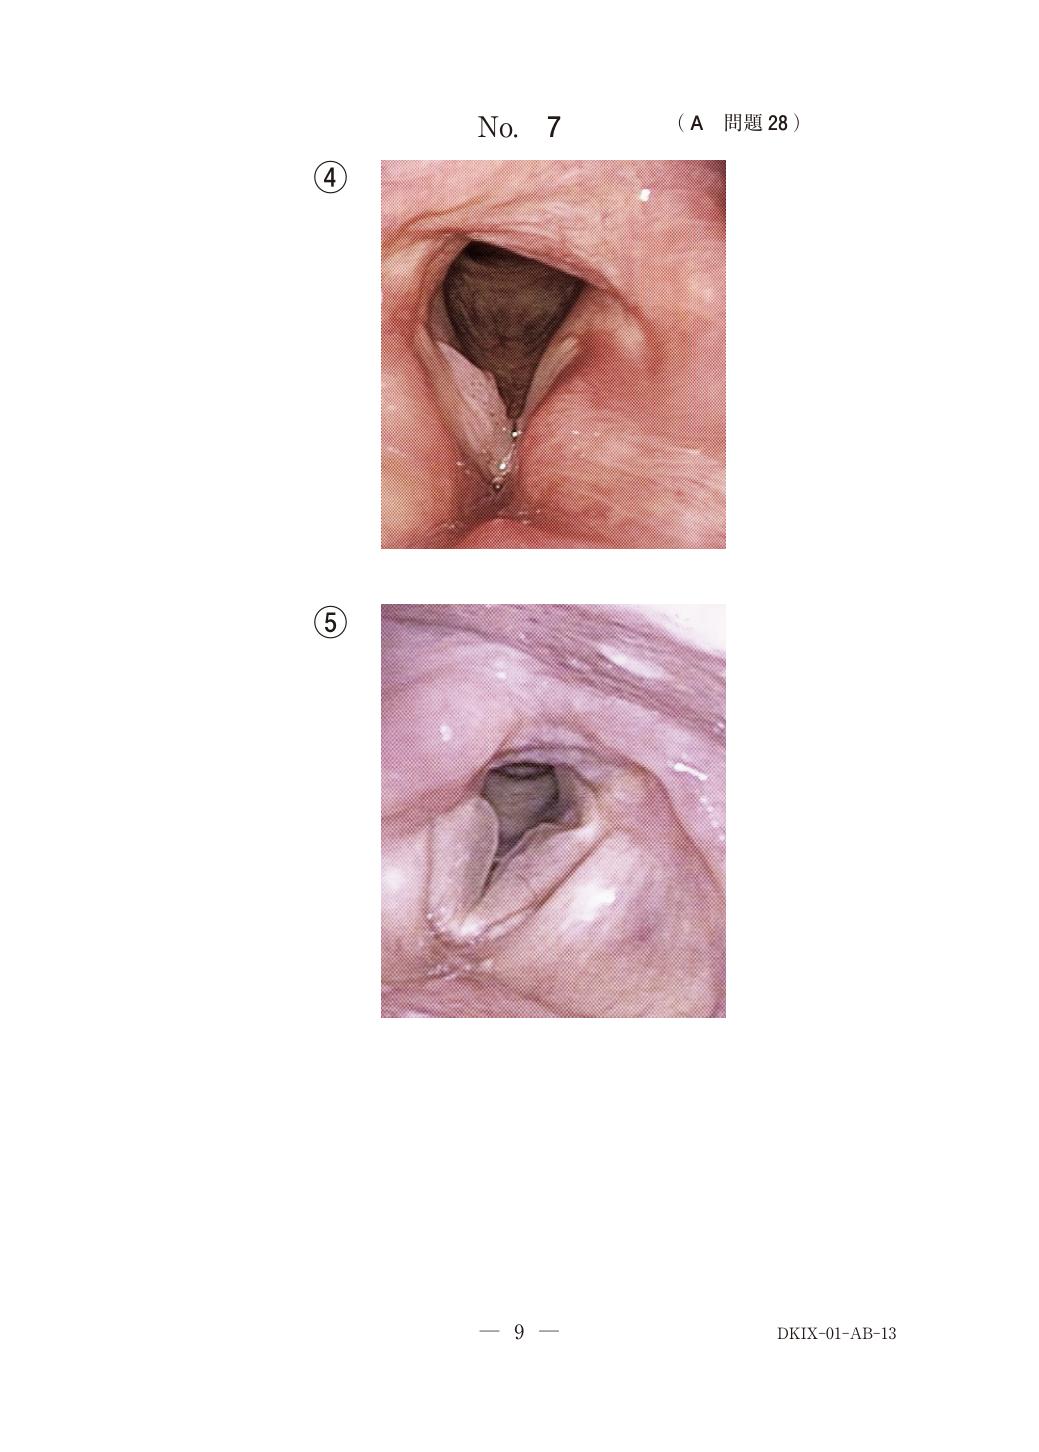 No. 7 （A 問題 28）
④
⑤
― 9 ― DKIX-01-AB-13